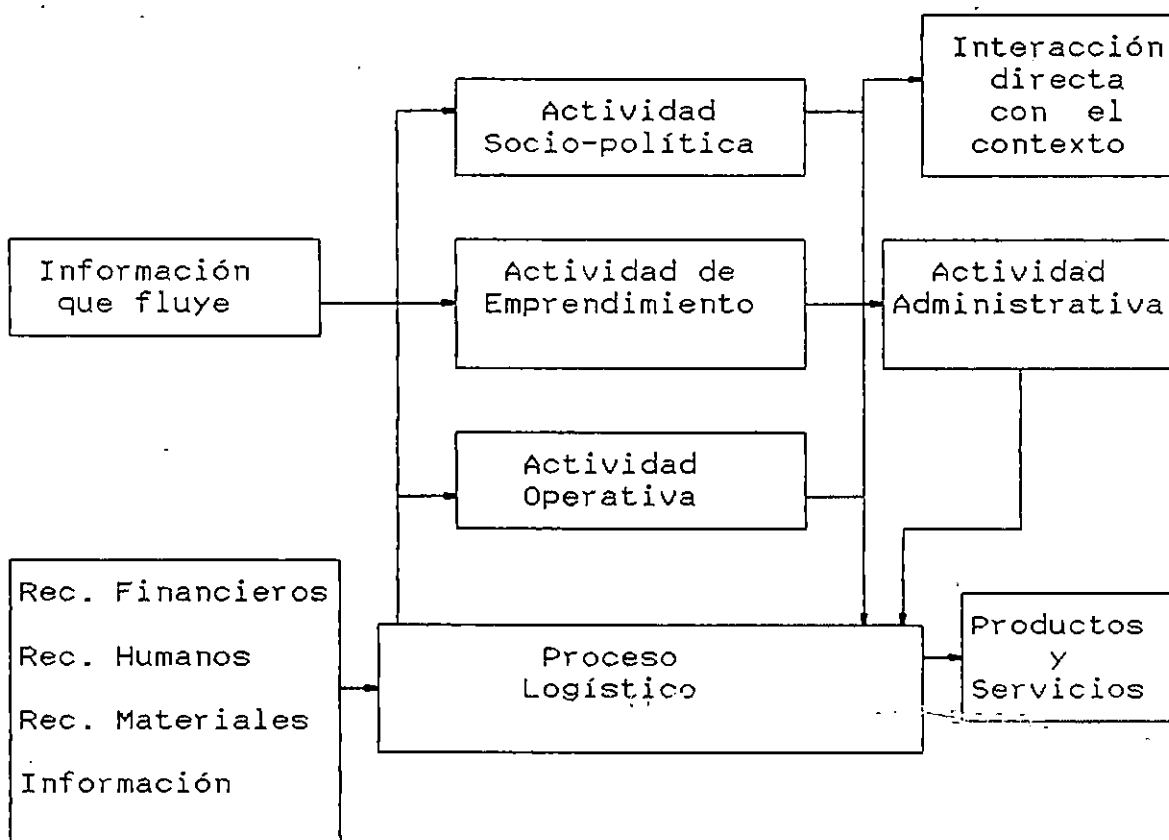 Interacción
directa
con el
contexto
Actividad
Socio-política
Información
que fluye
Actividad de
Emprendimiento
Actividad
Administrativa
Actividad
Operativa
Rec. Financieros
Rec. Humanos
Rec. Materiales
Información
Proceso
Logístico
Productos
y
Servicios